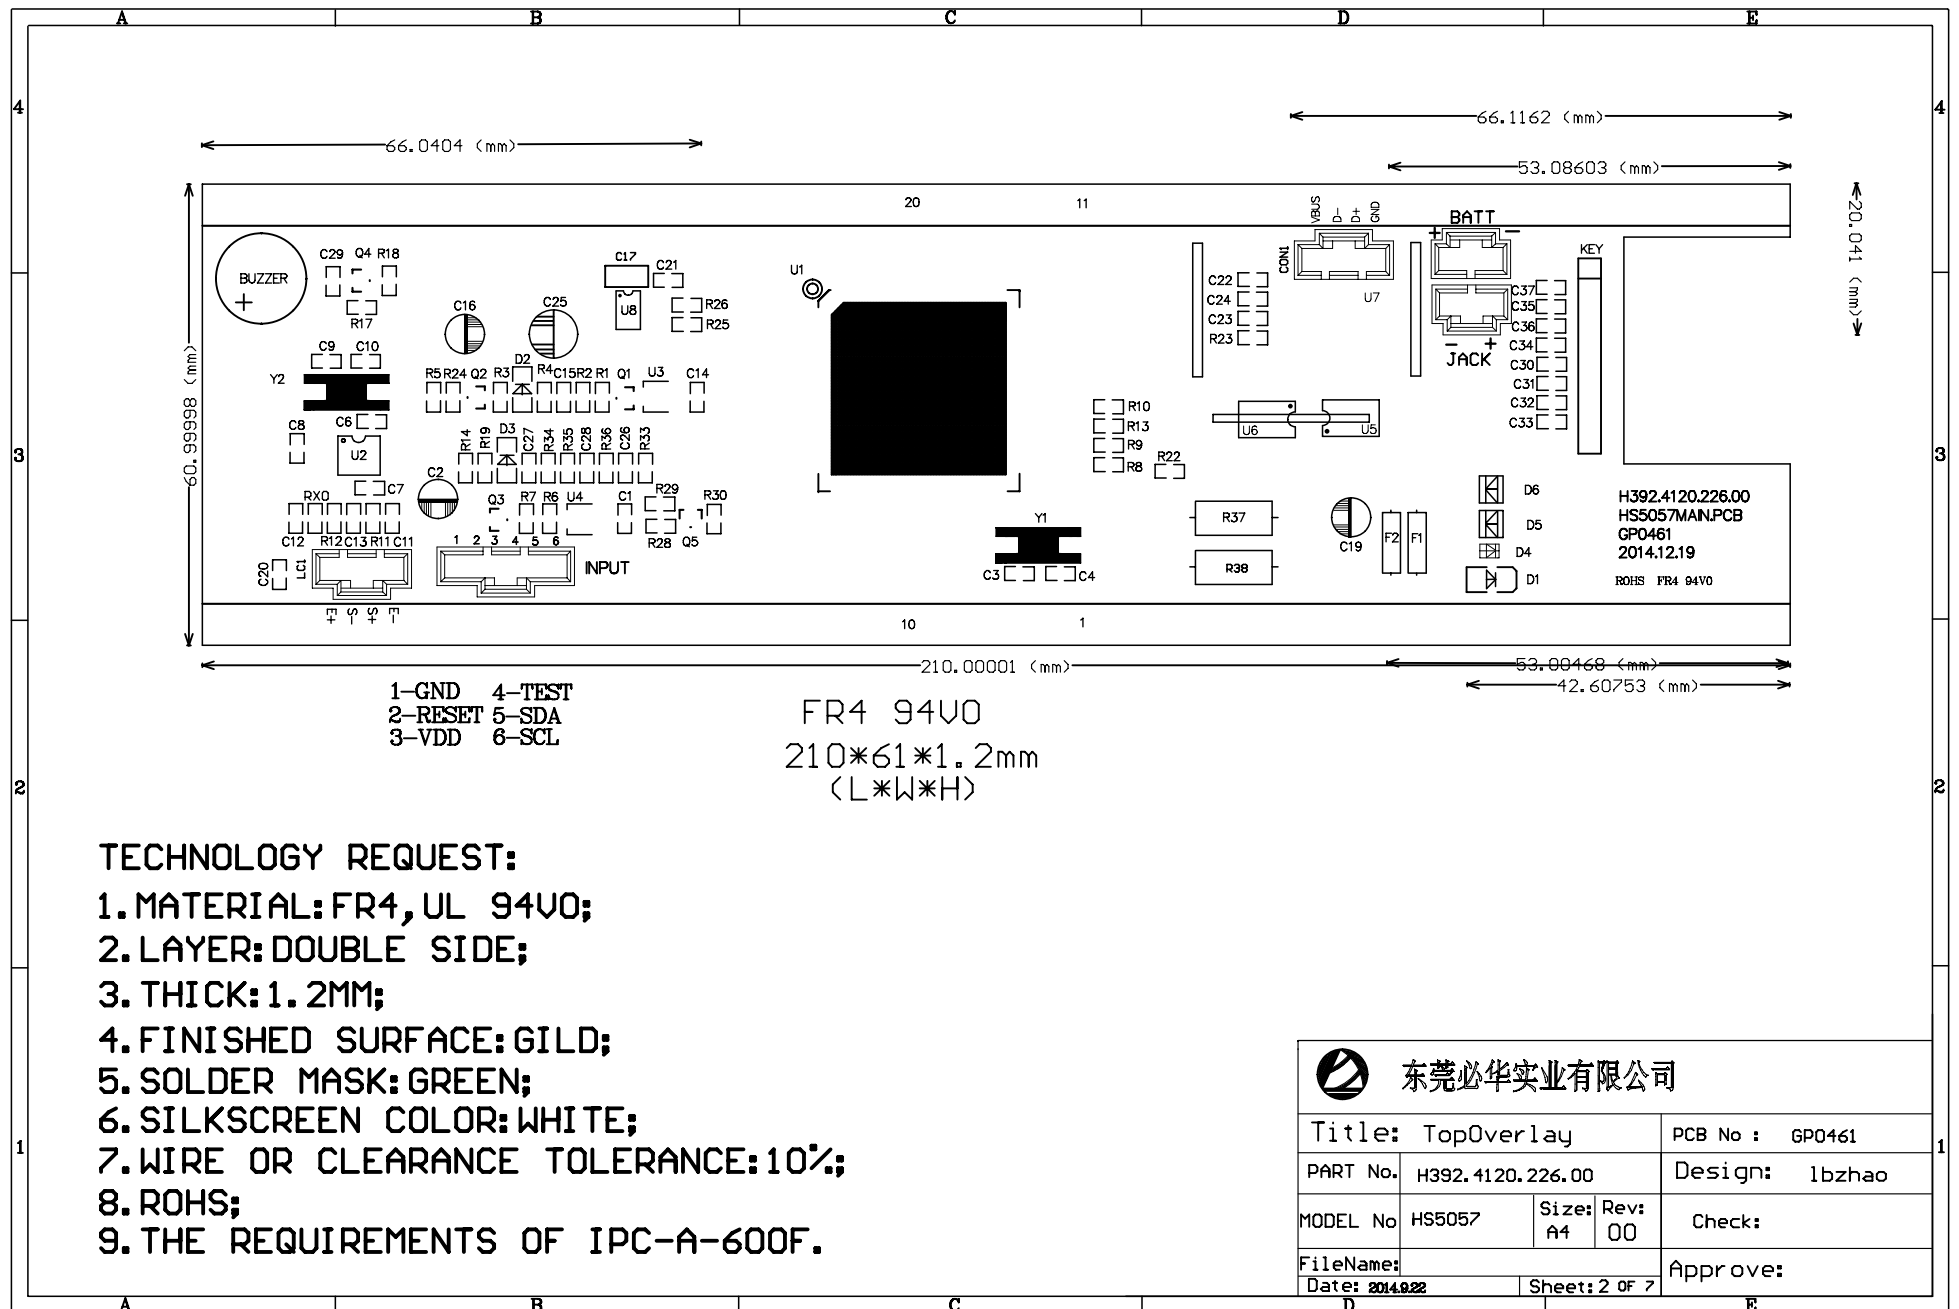 A B C D E
4 4
66.1162 (mm)
66.0404 (mm)
53.08603 (mm)
20 11
VBUS D- D+ GND
BATT
+ -
20.041 (mm)
60.99998 (mm)
BUZZER
+
C29 Q4 R18
R17
C17 C21
U8 R26
R25
C16 C25
U1
CON1
U7
KEY
C22
C24
C23
R23
C37
C35
C36
C34
C30
C31
C32
C33
- +
JACK
C9 C10
Y2
D2
R5 R24 Q2 R3 R4 C15 R2 R1 Q1 U3 C14
C8 C6
U2
C7
R14 R19 D3 C27 R34 R35 C28 R36 C26 R33
R10
R13
R9
R8
R22
U6 U5
3 3
C2
RX0
Q3 R7 R6 U4 C1 R29 R30
C12 R12 C13 R11 C11
R28 Q5
1 2 3 4 5 6
INPUT
C20 LC1
E+ S- S+ E-
Y1
C3 C4
R37
R38
C19
F2 F1
D6
D5
D4
D1
H392.4120.226.00
HS5057MAIN.PCB
GP0461
2014.12.19
ROHS FR4 94V0
10 1
210.00001 (mm)
53.00468 (mm)
42.60753 (mm)
1-GND 4-TEST
2-RESET 5-SDA
3-VDD 6-SCL
FR4 94V0
210*61*1.2mm
(L*W*H)
2 2
TECHNOLOGY REQUEST:
1.MATERIAL:FR4,UL 94V0;
2.LAYER:DOUBLE SIDE;
3.THICK:1.2MM;
4.FINISHED SURFACE:GILD;
5.SOLDER MASK:GREEN;
6.SILKSCREEN COLOR:WHITE;
7.WIRE OR CLEARANCE TOLERANCE:10%;
8.ROHS;
9.THE REQUIREMENTS OF IPC-A-600F.
1 1
东莞必华实业有限公司
Title: TopOverlay PCB No : GP0461
PART No. H392.4120.226.00 Design: lbzhao
MODEL No HS5057 Size: A4 Rev: 00 Check:
FileName: Approve:
Date: 2014.9.22 Sheet:2 OF 7
A B C D E